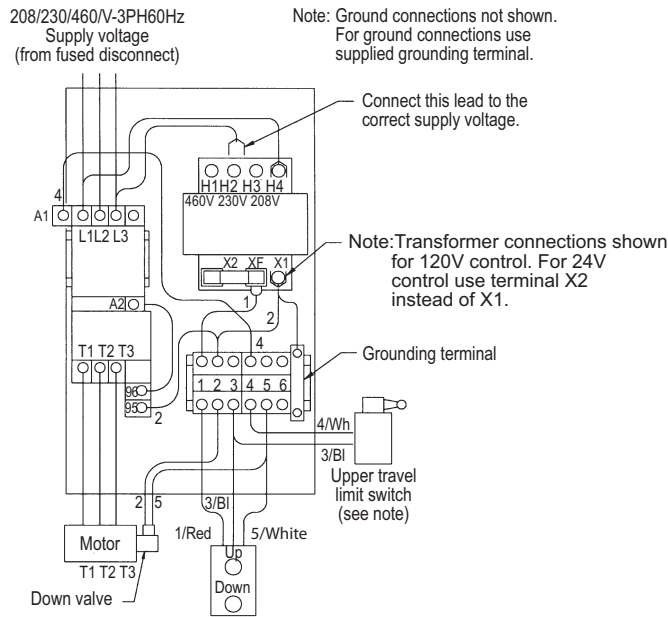 208/230/460/V-3PH60Hz
Supply voltage
(from fused disconnect)
Note: Ground connections not shown.
For ground connections use
supplied grounding terminal.
Connect this lead to the
correct supply voltage.
4
A1
L1L2 L3
H1H2 H3 H4
460V 230V 208V
X2 XF X1
Note:Transformer connections shown
for 120V control. For 24V
control use terminal X2
instead of X1.
A2
1
2
4
T1 T2 T3
Grounding terminal
1 2 3 4 5 6
96
95
2
4/Wh
3/Bl
Upper travel
limit switch
(see note)
2 5
3/Bl
1/Red
5/White
Motor
Up
T1 T2 T3
Down
Down valve